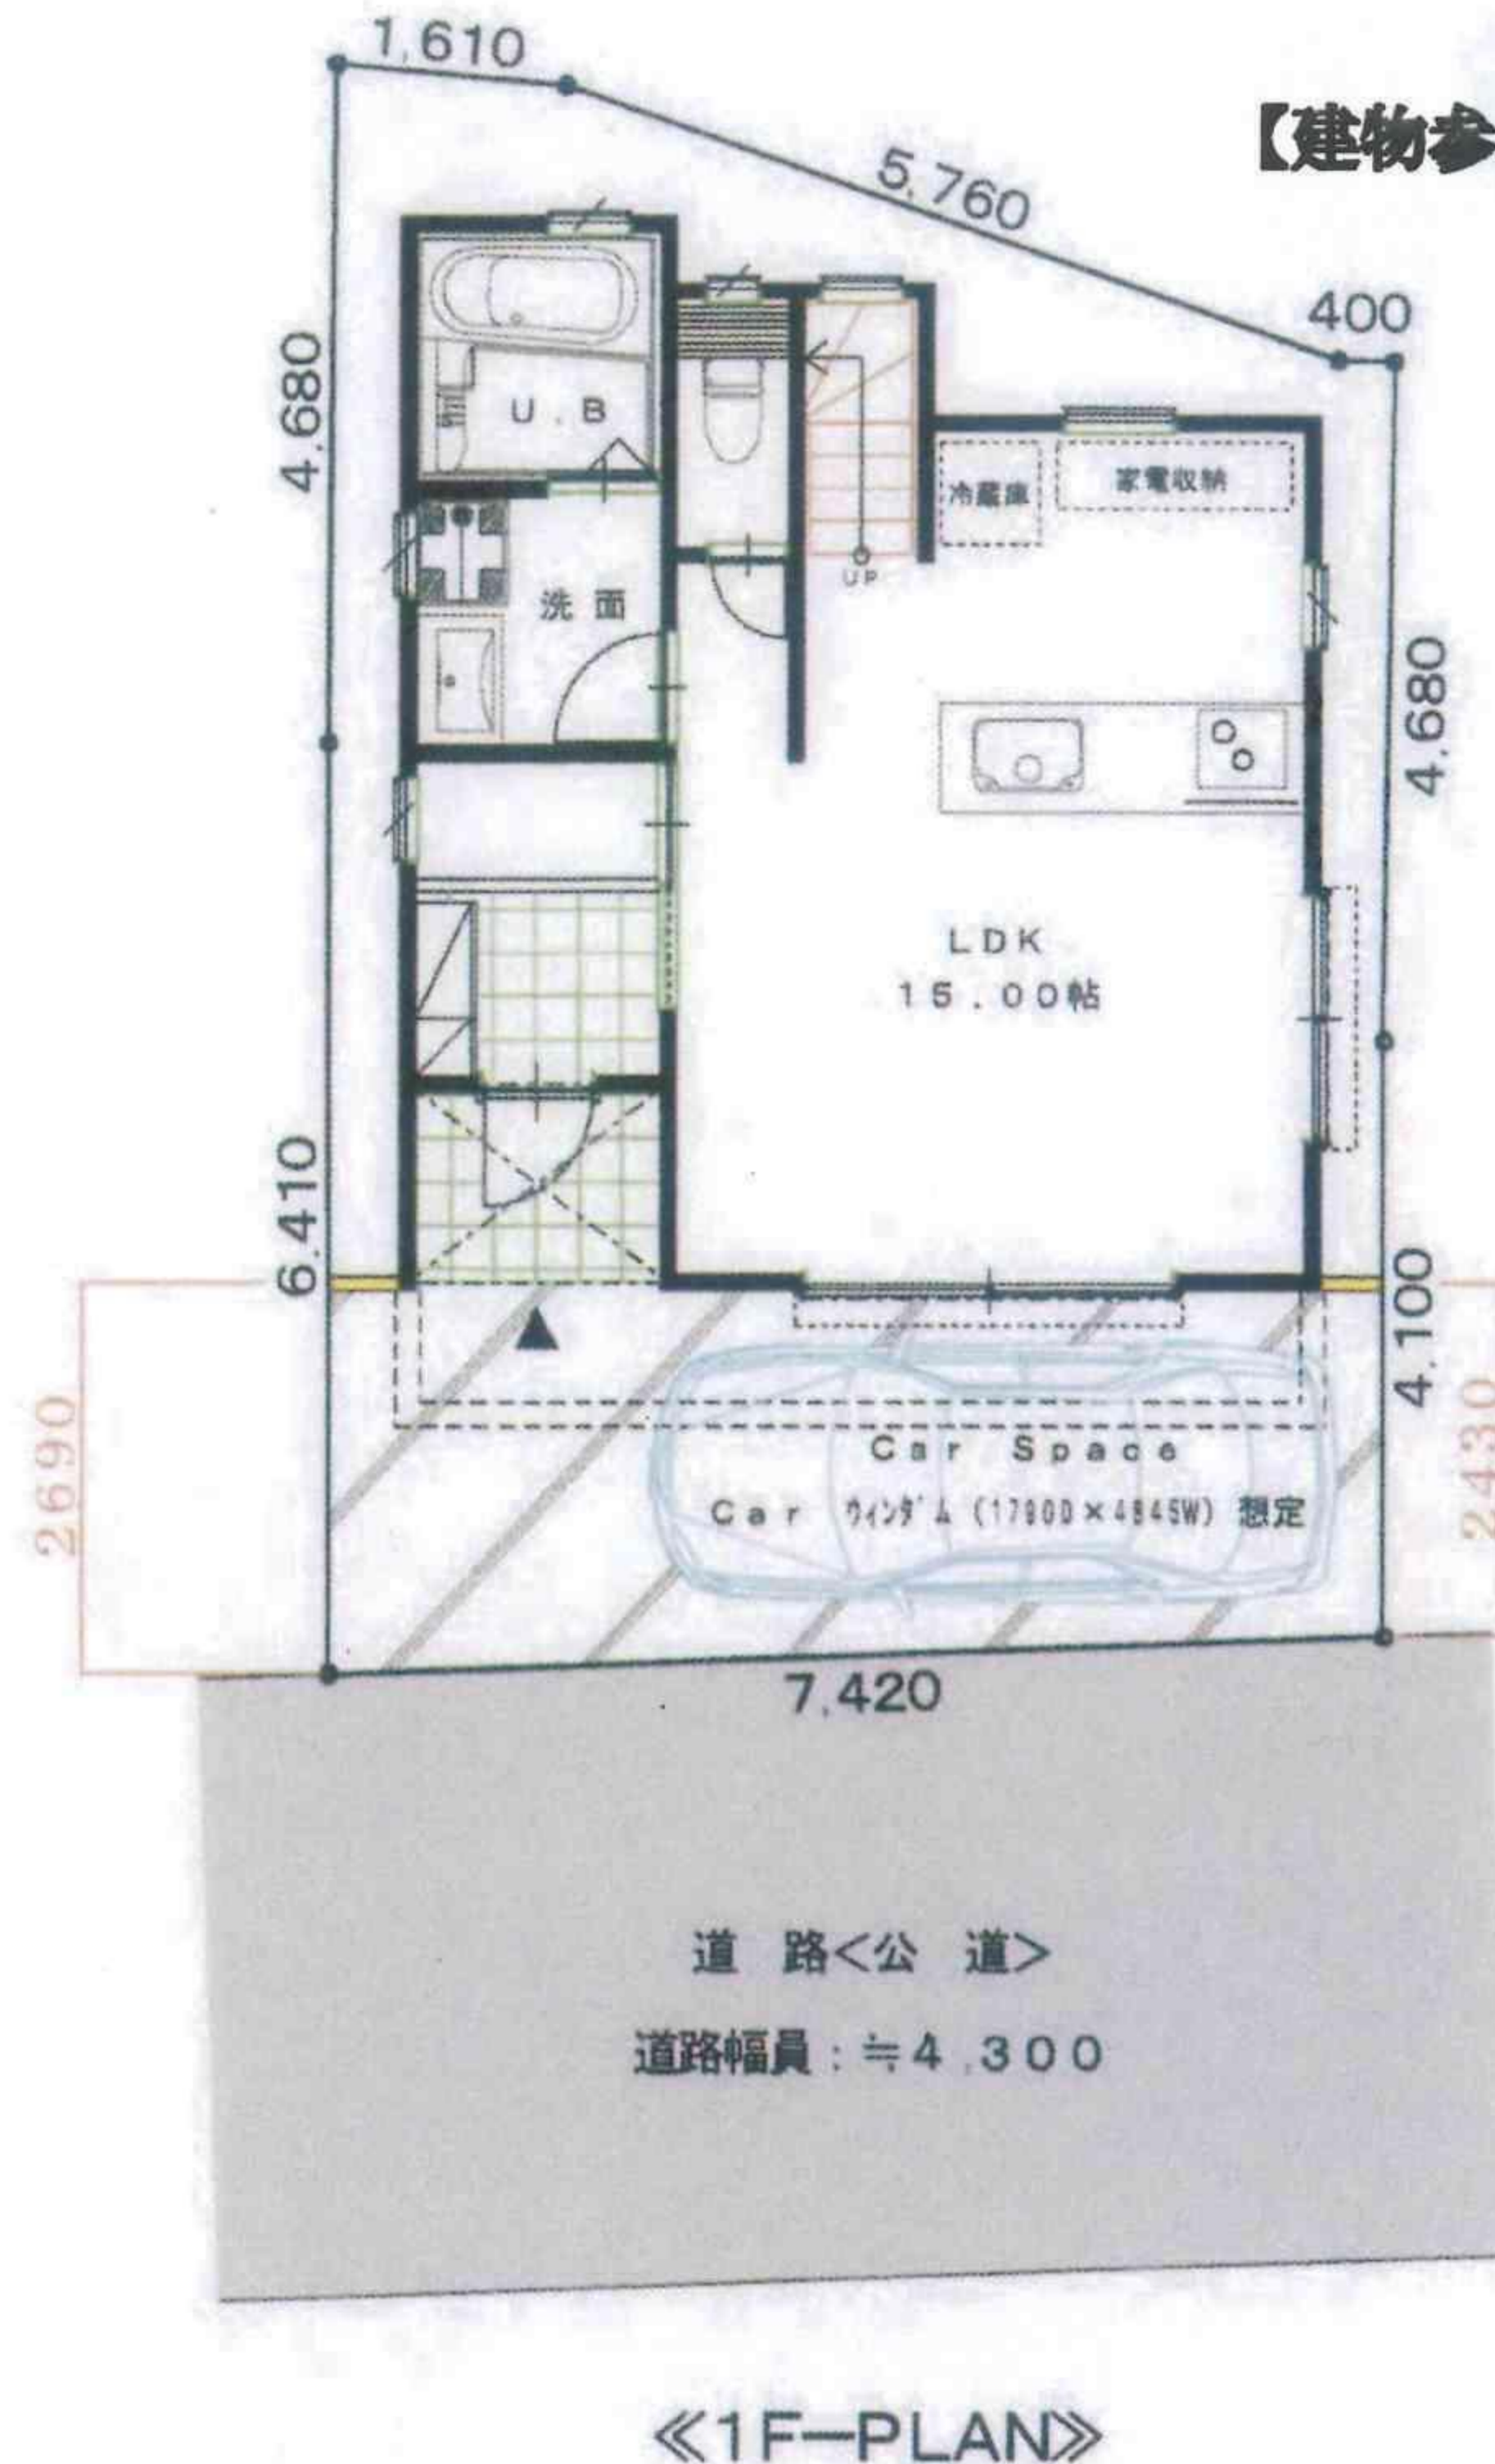 1,610
【建物参
5,760
400
4,680
U.B
冷蔵庫
家電収納
UP
洗面
4,680
LDK
15.00帖
6.410
4,100
2690
2430
Car Space
Car ウィンダム (1790D×4845W) 想定
7,420
道 路<公 道>
道路幅員:≒4,300
≪1F-PLAN≫